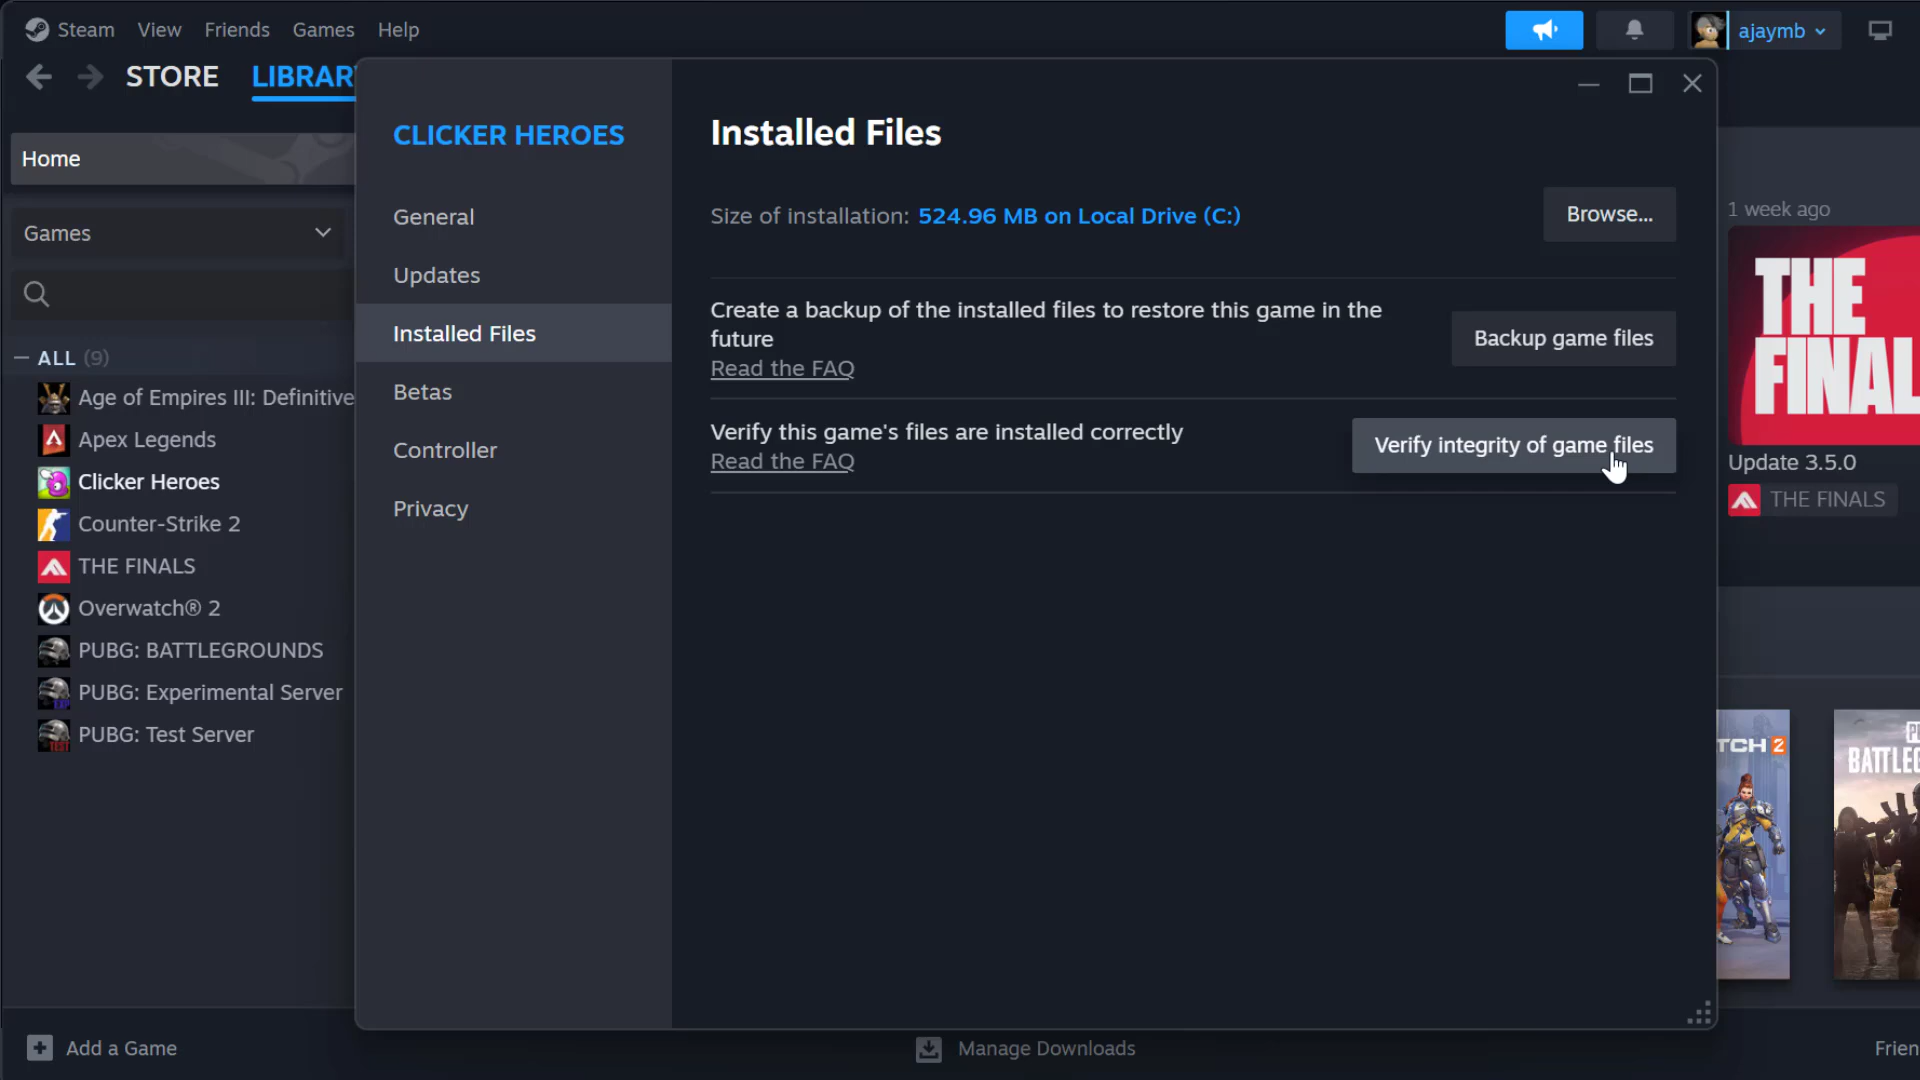 Steam View Friends Games Help
ajaymb
STORE LIBRARY
Home
Games
ALL (9)
Age of Empires III: Definitive
Apex Legends
Clicker Heroes
Counter-Strike 2
THE FINALS
Overwatch® 2
PUBG: BATTLEGROUNDS
PUBG: Experimental Server
PUBG: Test Server
CLICKER HEROES
General
Updates
Installed Files
Betas
Controller
Privacy
Installed Files
Size of installation: 524.96 MB on Local Drive (C:)
Browse...
Create a backup of the installed files to restore this game in the
future
Read the FAQ
Backup game files
Verify this game's files are installed correctly
Read the FAQ
Verify integrity of game files
1 week ago
THE
FINAL
Update 3.5.0
THE FINALS
TCH 2
BATTLEG
Add a Game
Manage Downloads
Frien